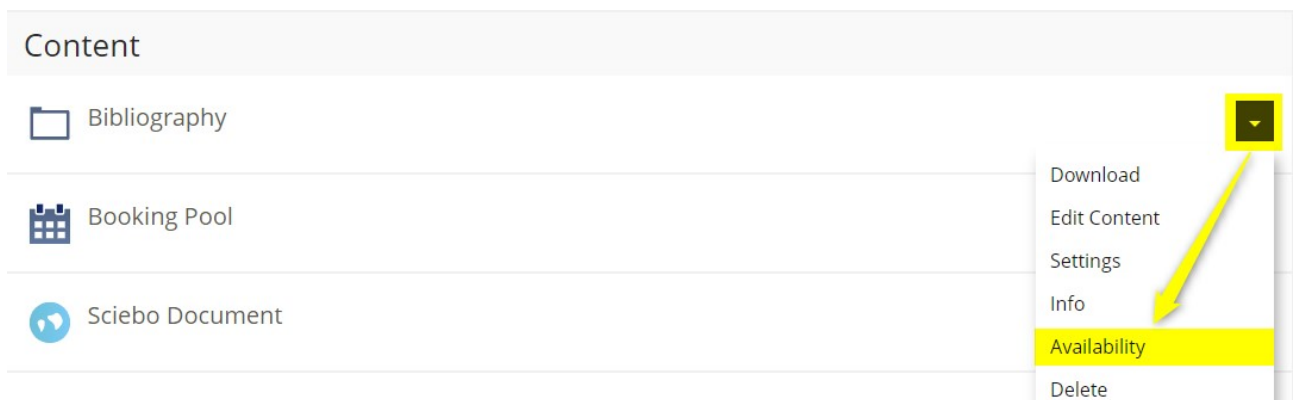 Content
Bibliography
Booking Pool
Sciebo Document
Download
Edit Content
Settings
Info
Availability
Delete